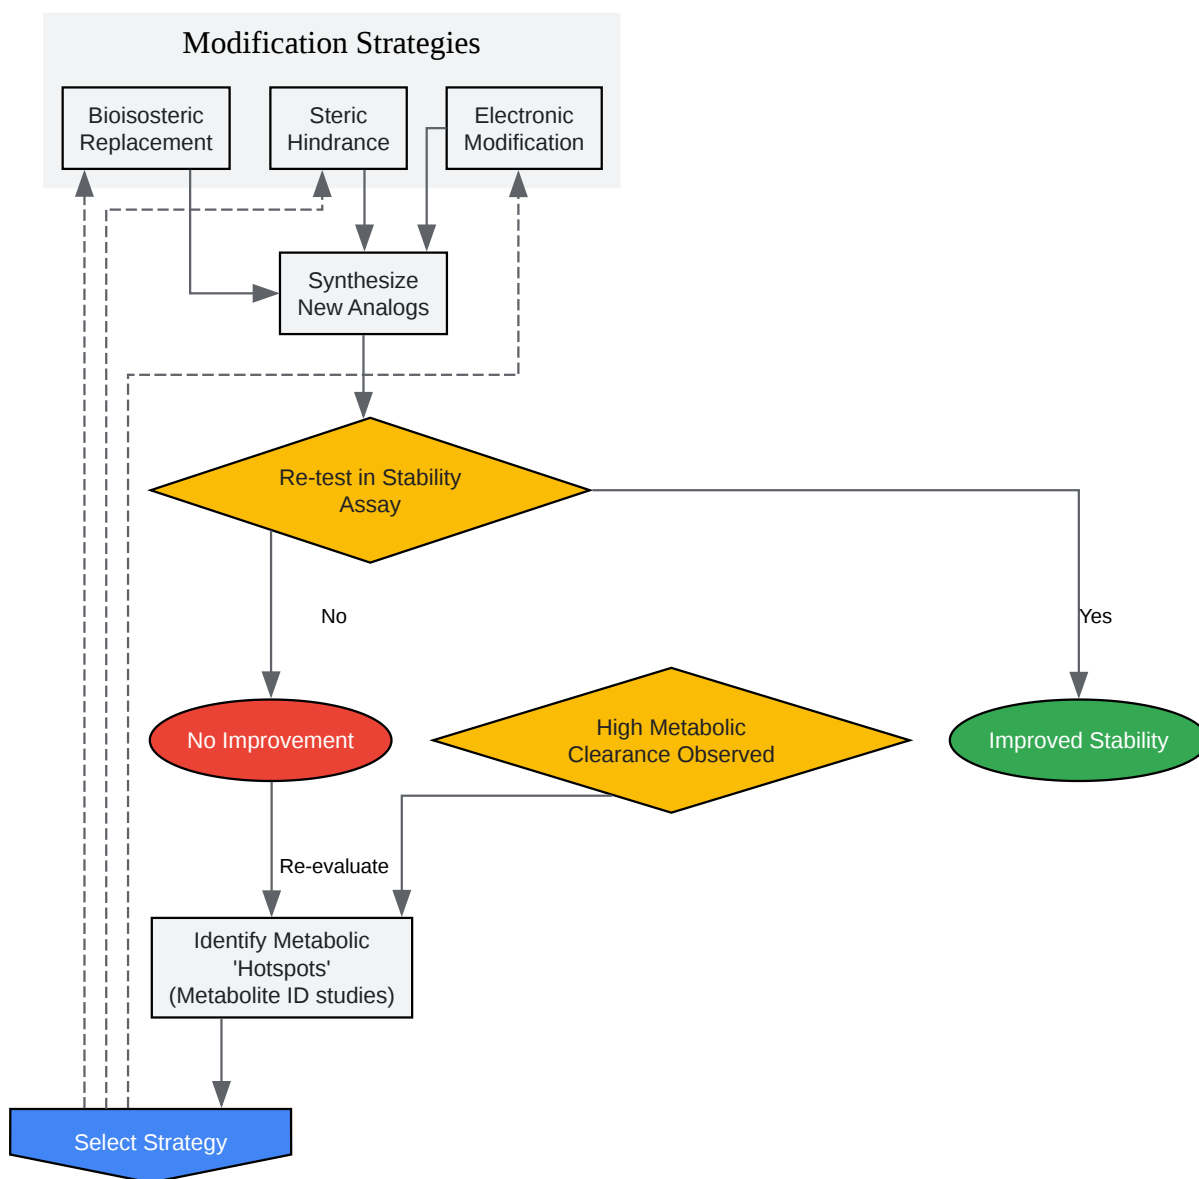 Modification Strategies
Bioisosteric
Replacement
Steric
Hindrance
Electronic
Modification
Synthesize
New Analogs
Re-test in Stability
Assay
No
Yes
No Improvement
High Metabolic
Clearance Observed
Improved Stability
Re-evaluate
Identify Metabolic
'Hotspots'
(Metabolite ID studies)
Select Strategy